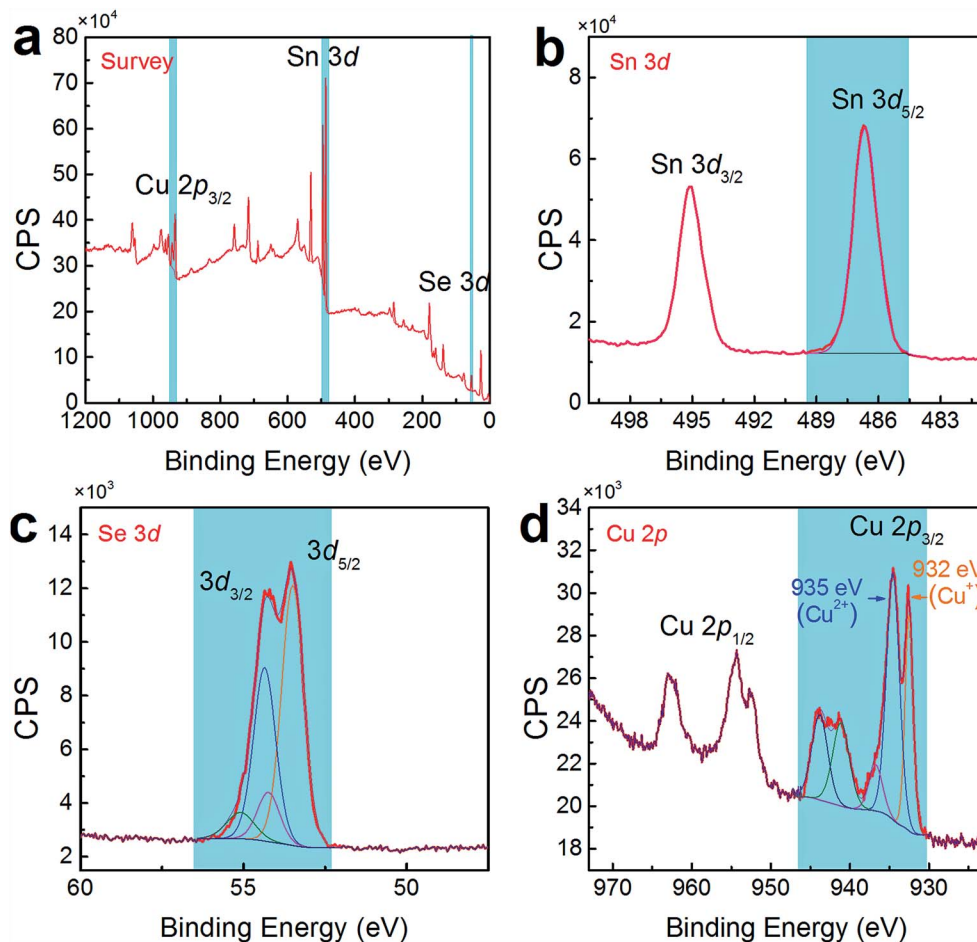 a
×10⁴
Survey
Sn 3d
Cu 2p3/2
Se 3d
CPS
80
70
60
50
40
30
20
10
0
1200 1000 800 600 400 200 0
Binding Energy (eV)
b
×10⁴
Sn 3d
Sn 3d5/2
Sn 3d3/2
CPS
8
6
4
2
0
498 495 492 489 486 483
Binding Energy (eV)
c
×10³
Se 3d
3d5/2
3d3/2
CPS
14
12
10
8
6
4
2
60 55 50
Binding Energy (eV)
d
×10³
Cu 2p
Cu 2p3/2
932 eV
(Cu⁺)
935 eV
(Cu²⁺)
Cu 2p1/2
CPS
34
32
30
28
26
24
22
20
18
970 960 950 940 930
Binding Energy (eV)